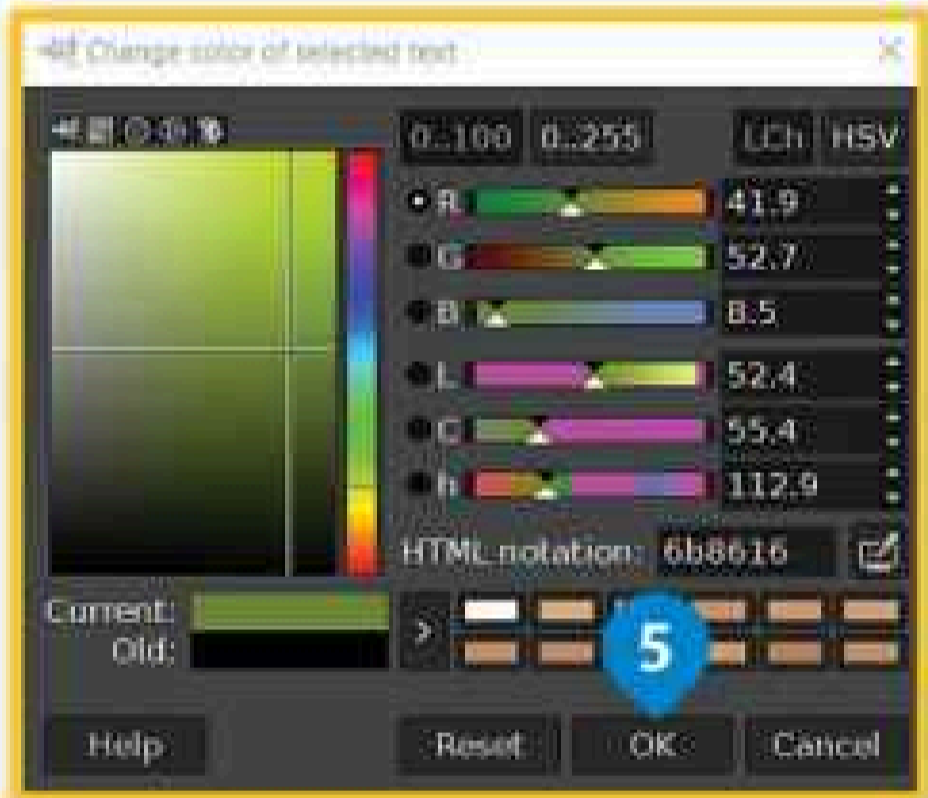 Change color of selected text
0..100 0..255 LCh HSV
R 41.9
G 52.7
B 8.5
L 52.4
C 55.4
h 112.9
HTML notation: 6b8616
Current:
Old:
>
5
Help Reset OK Cancel